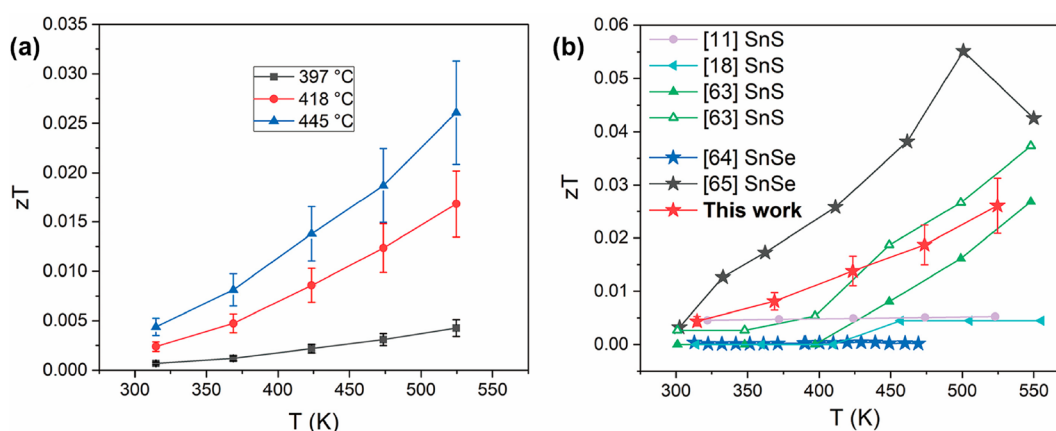 (a)
zT
0.035
0.030
0.025
0.020
0.015
0.010
0.005
0.000
397 °C
418 °C
445 °C
300 350 400 450 500 550
T (K)
(b)
zT
0.06
0.05
0.04
0.03
0.02
0.01
0.00
[11] SnS
[18] SnS
[63] SnS
[63] SnS
[64] SnSe
[65] SnSe
This work
300 350 400 450 500 550
T (K)